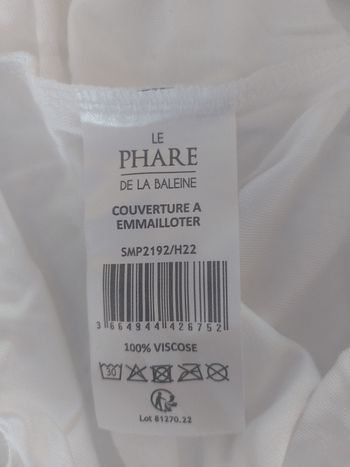 LE
PHARE
DE LA BALEINE
COUVERTURE A
EMMAILLOTER
SMP2192/H22
3 664944 426752
100% VISCOSE
30
Lot 81270.22